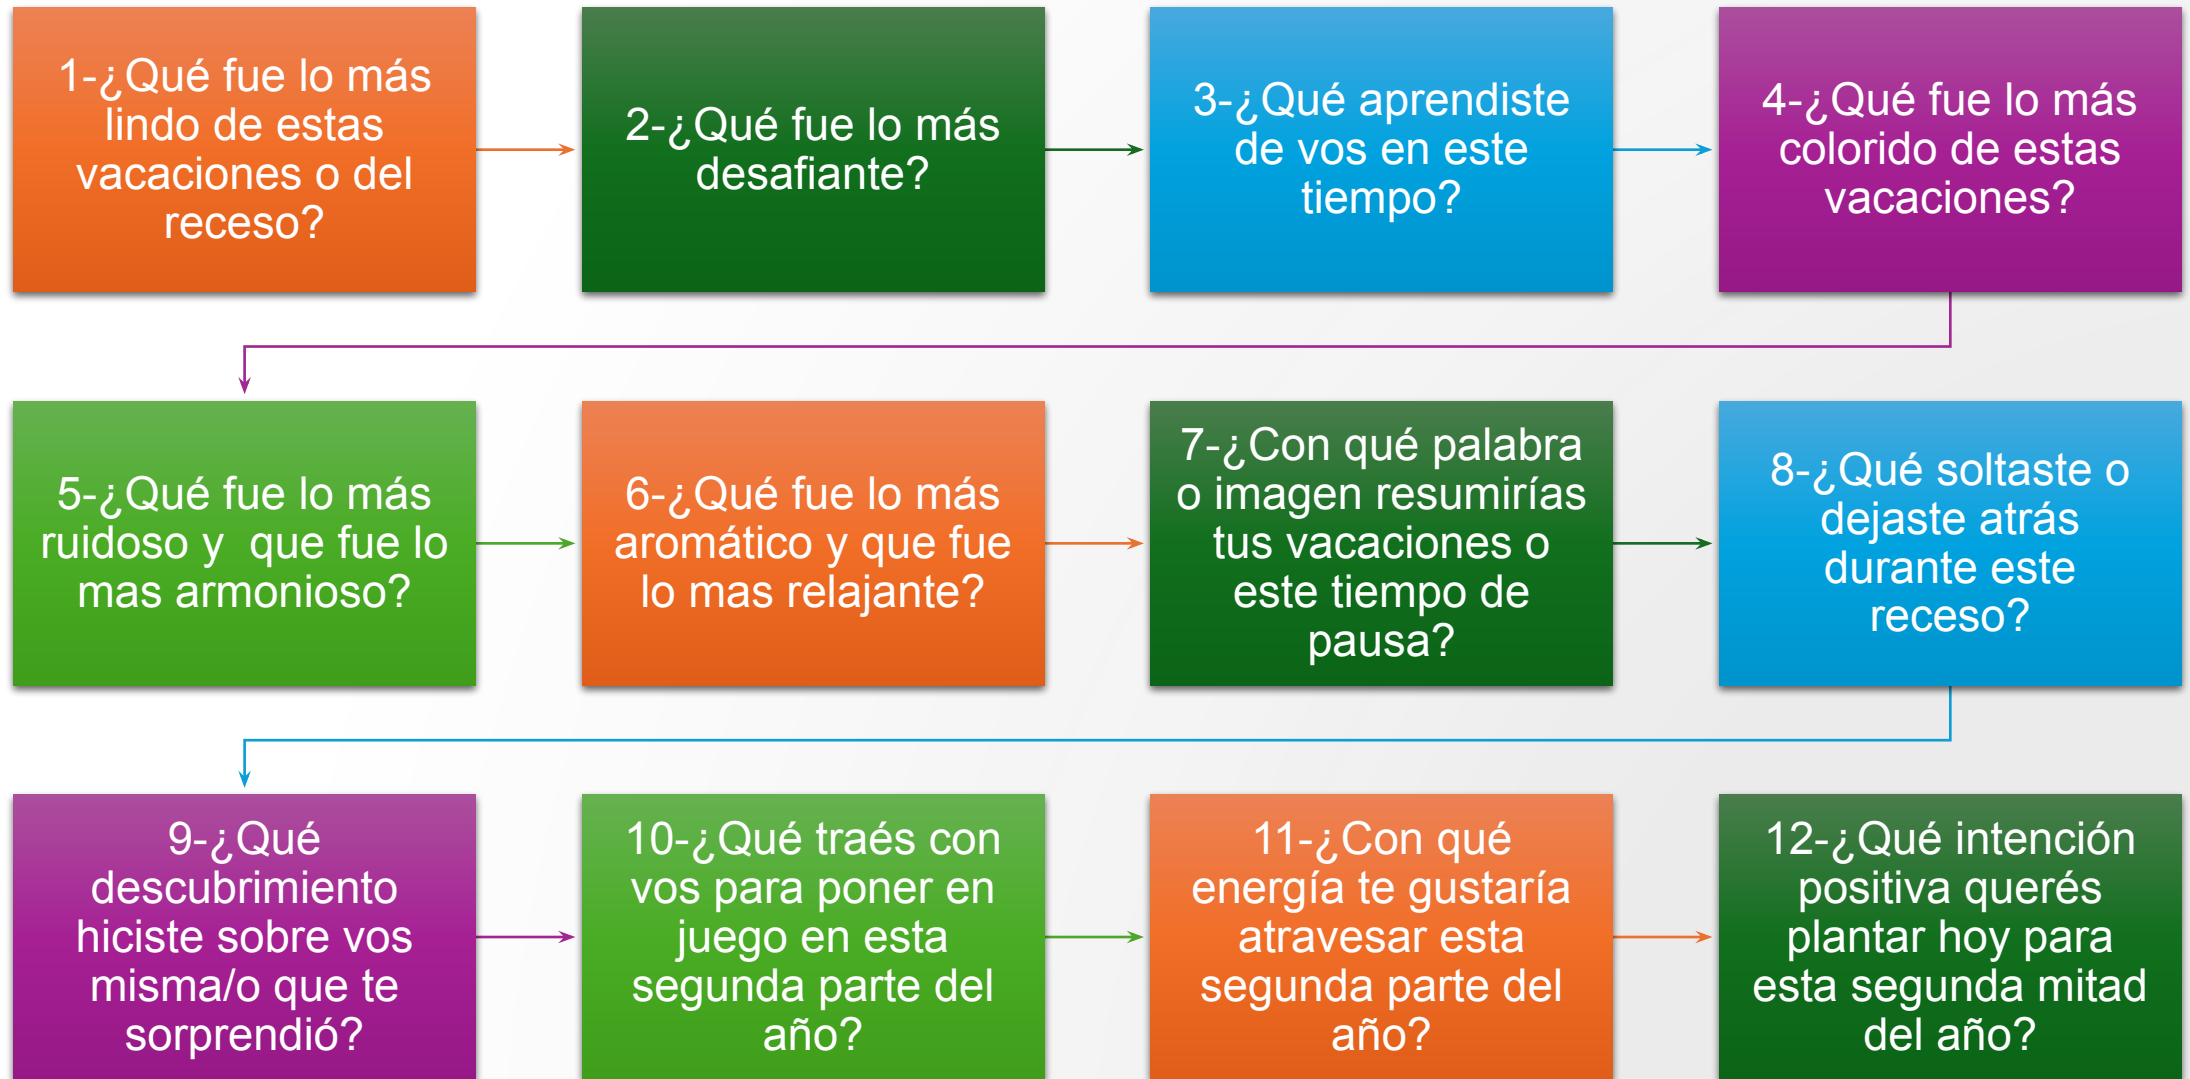 1-¿Qué fue lo más
lindo de estas
vacaciones o del
receso?
2-¿Qué fue lo más
desafiante?
3-¿Qué aprendiste
de vos en este
tiempo?
4-¿Qué fue lo más
colorido de estas
vacaciones?
5-¿Qué fue lo más
ruidoso y  que fue lo
mas armonioso?
6-¿Qué fue lo más
aromático y que fue
lo mas relajante?
7-¿Con qué palabra
o imagen resumirías
tus vacaciones o
este tiempo de
pausa?
8-¿Qué soltaste o
dejaste atrás
durante este
receso?
9-¿Qué
descubrimiento
hiciste sobre vos
misma/o que te
sorprendió?
10-¿Qué traés con
vos para poner en
juego en esta
segunda parte del
año?
11-¿Con qué
energía te gustaría
atravesar esta
segunda parte del
año?
12-¿Qué intención
positiva querés
plantar hoy para
esta segunda mitad
del año?